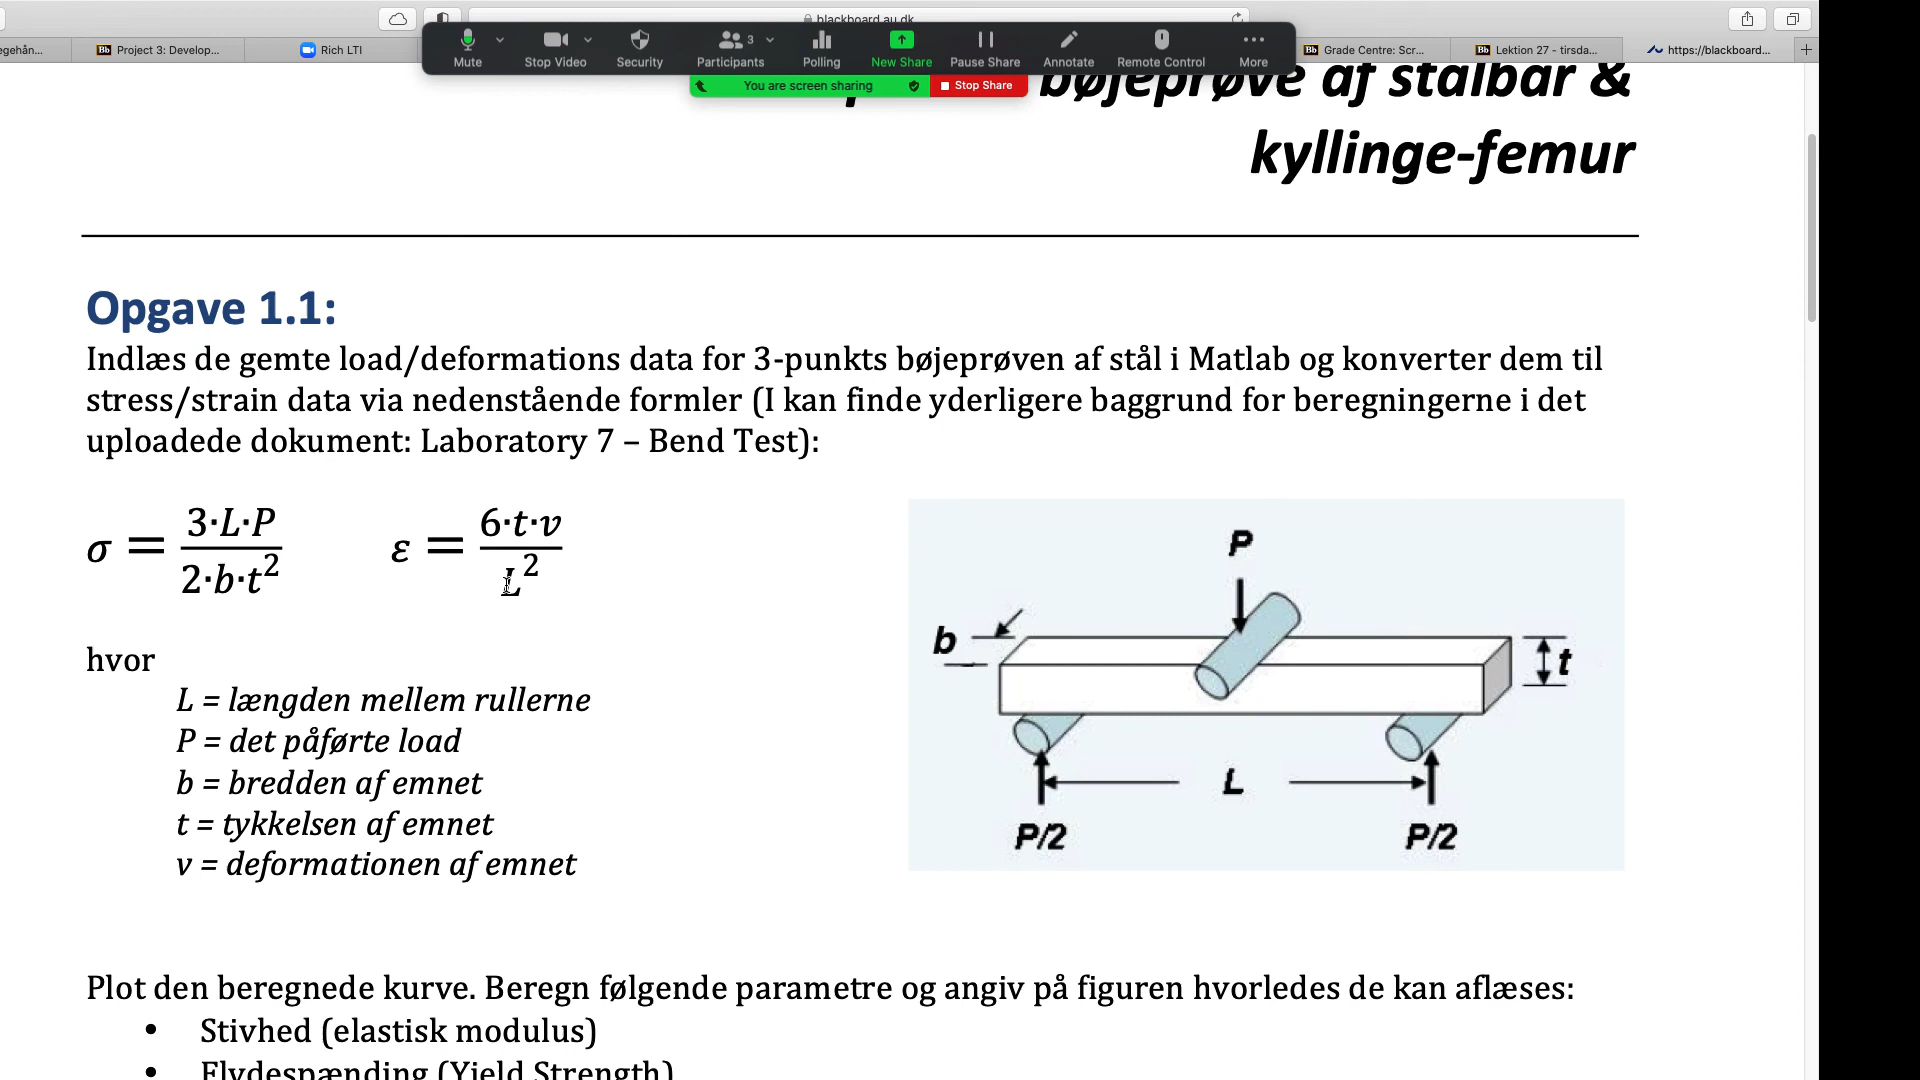 blackboard.au.dk
Project 3: Develop...
Rich LTI
Grade Centre: Scr...
Lektion 27 - tirsda...
https://blackboard...
Mute
Stop Video
Security
3
Participants
Polling
New Share
Pause Share
Annotate
Remote Control
More
You are screen sharing
Stop Share
bøjeprøve af stålbar &
kyllinge-femur
Opgave 1.1:
Indlæs de gemte load/deformations data for 3-punkts bøjeprøven af stål i Matlab og konverter dem til
stress/strain data via nedenstående formler (I kan finde yderligere baggrund for beregningerne i det
uploadede dokument: Laboratory 7 – Bend Test):
σ = 3·L·P / 2·b·t² ε = 6·t·v / L²
hvor
L = længden mellem rullerne
P = det påførte load
b = bredden af emnet
t = tykkelsen af emnet
v = deformationen af emnet
P
b
t
L
P/2 P/2
Plot den beregnede kurve. Beregn følgende parametre og angiv på figuren hvorledes de kan aflæses:
• Stivhed (elastisk modulus)
• Flydespænding (Yield Strength)